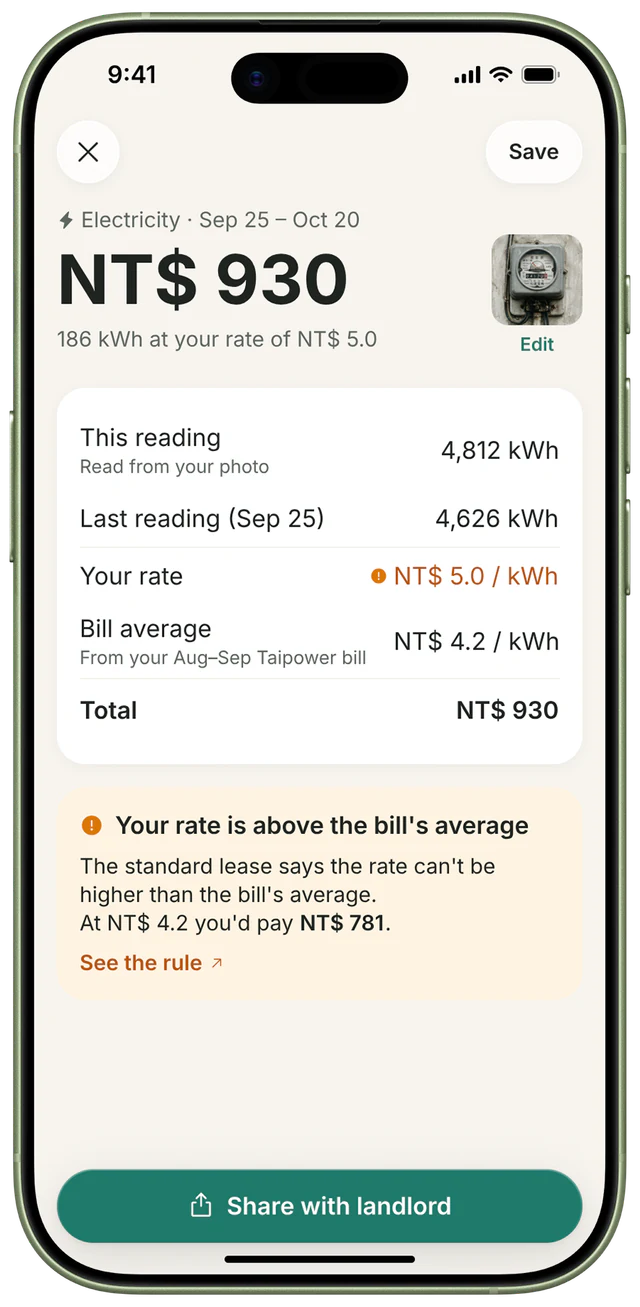 9:41
Save
Electricity · Sep 25 – Oct 20
NT$ 930
186 kWh at your rate of NT$ 5.0
Edit
This reading
Read from your photo
4,812 kWh
Last reading (Sep 25)
4,626 kWh
Your rate
NT$ 5.0 / kWh
Bill average
From your Aug–Sep Taipower bill
NT$ 4.2 / kWh
Total
NT$ 930
Your rate is above the bill's average
The standard lease says the rate can't be
higher than the bill's average.
At NT$ 4.2 you'd pay NT$ 781.
See the rule ↗
Share with landlord